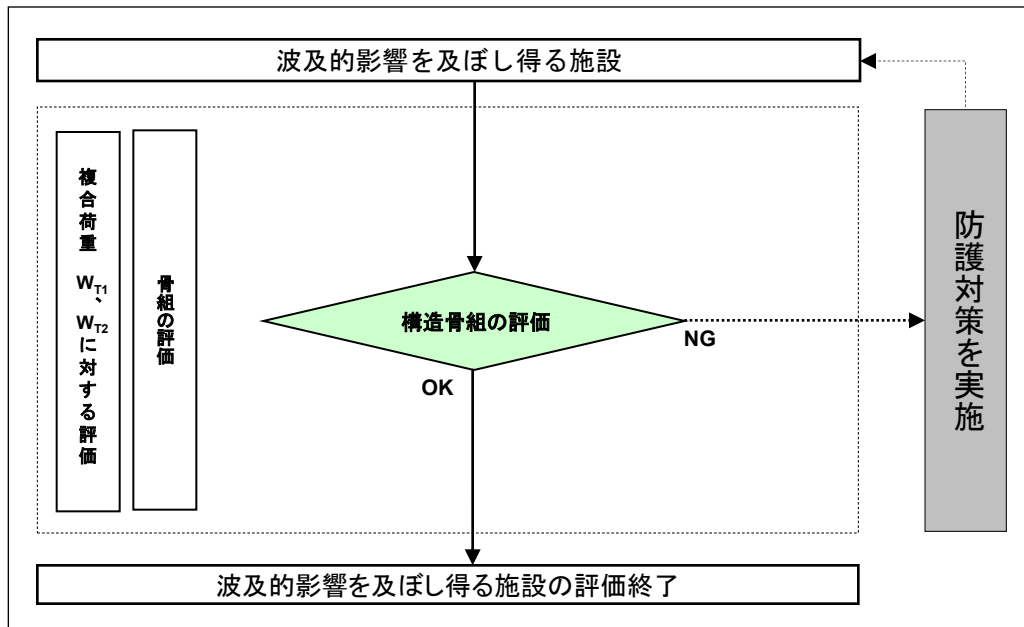 波及的影響を及ぼし得る施設
複合荷重 WT1、WT2に対する評価
骨組の評価
構造骨組の評価
NG
OK
防護対策を実施
波及的影響を及ぼし得る施設の評価終了